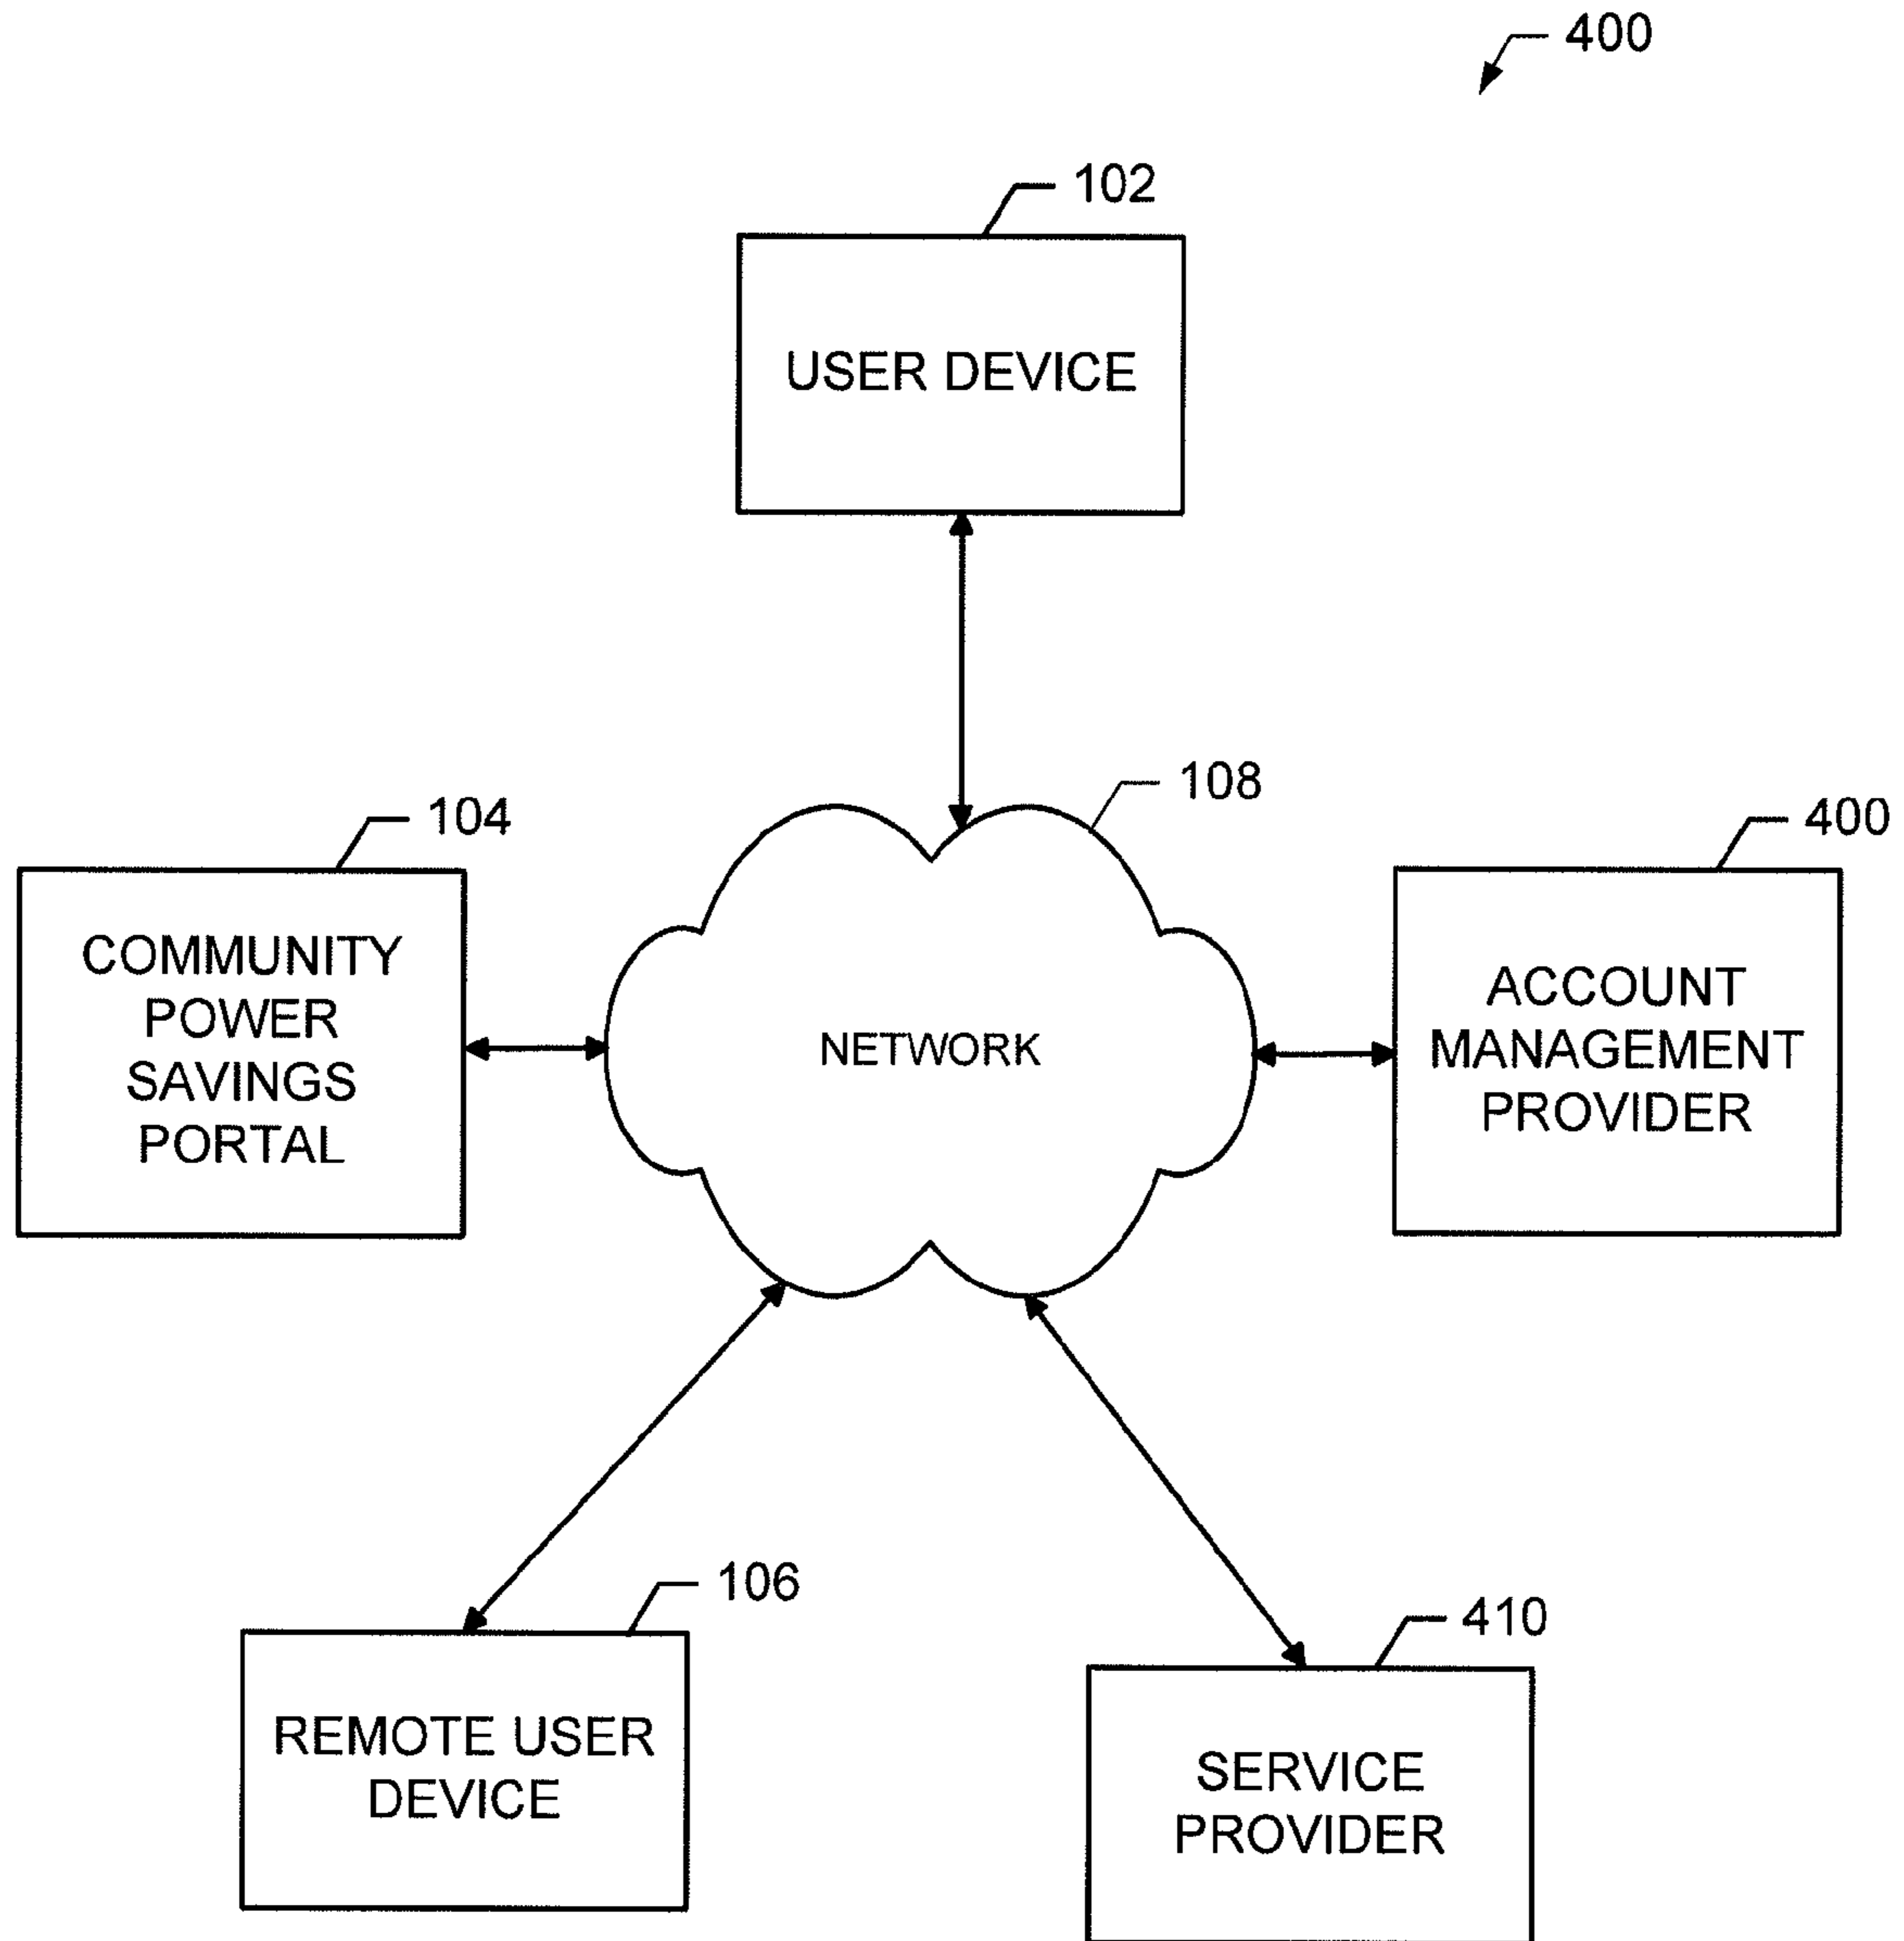 400
102
USER DEVICE
108
104
400
COMMUNITY
POWER
SAVINGS
PORTAL
NETWORK
ACCOUNT
MANAGEMENT
PROVIDER
106
REMOTE USER
DEVICE
410
SERVICE
PROVIDER